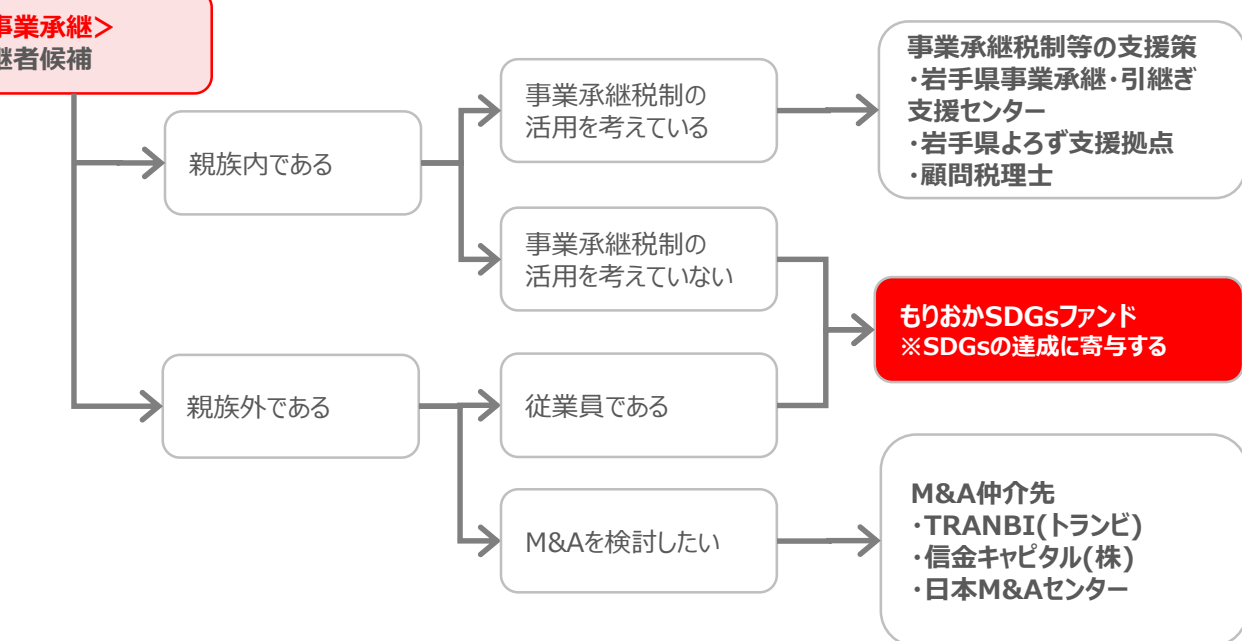 事業承継>
継者候補
親族内である
事業承継税制の
活用を考えている
事業承継税制等の支援策
・岩手県事業承継・引継ぎ
支援センター
・岩手県よろず支援拠点
・顧問税理士
事業承継税制の
活用を考えていない
もりおかSDGsファンド
※SDGsの達成に寄与する
親族外である
従業員である
M&Aを検討したい
M&A仲介先
・TRANBI(トランビ)
・信金キャピタル(株)
・日本M&Aセンター